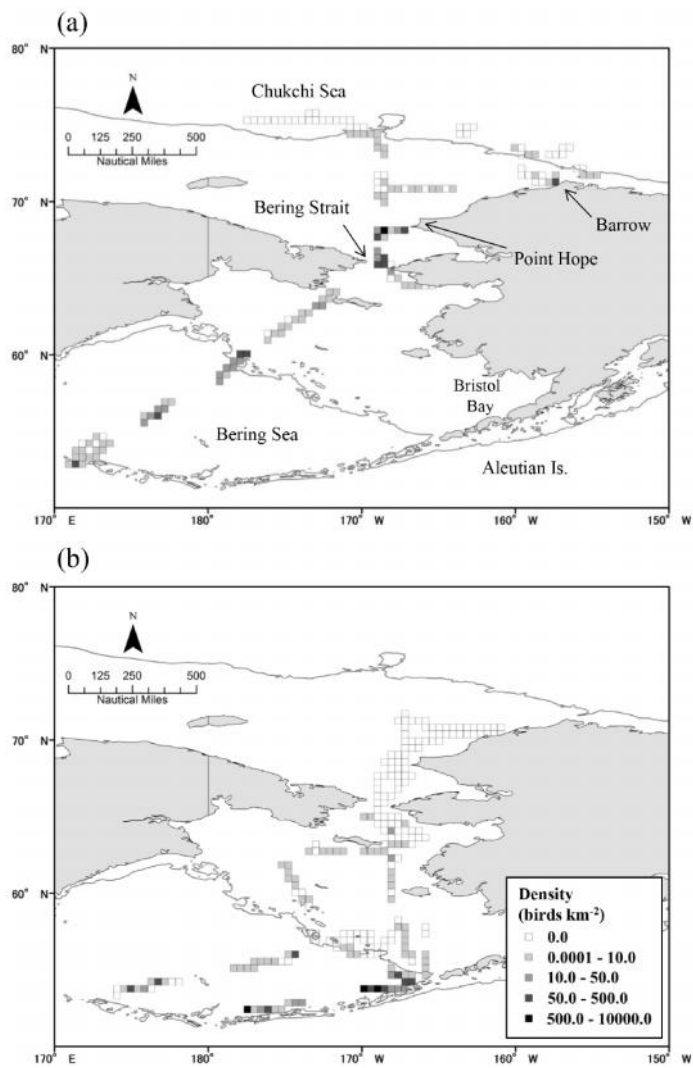 (a)
80°
N
N
Chukchi Sea
0 125 250 500
Nautical Miles
Bering Strait
70°
Barrow
Point Hope
60°
Bristol
Bay
Bering Sea
Aleutian Is.
170° E 180° 170° W 160° W 150° W
(b)
80°
N
N
0 125 250 500
Nautical Miles
70°
60°
Density
(birds km⁻²)
0.0
0.0001 - 10.0
10.0 - 50.0
50.0 - 500.0
500.0 - 10000.0
170° E 180° 170° W 160° W 150° W